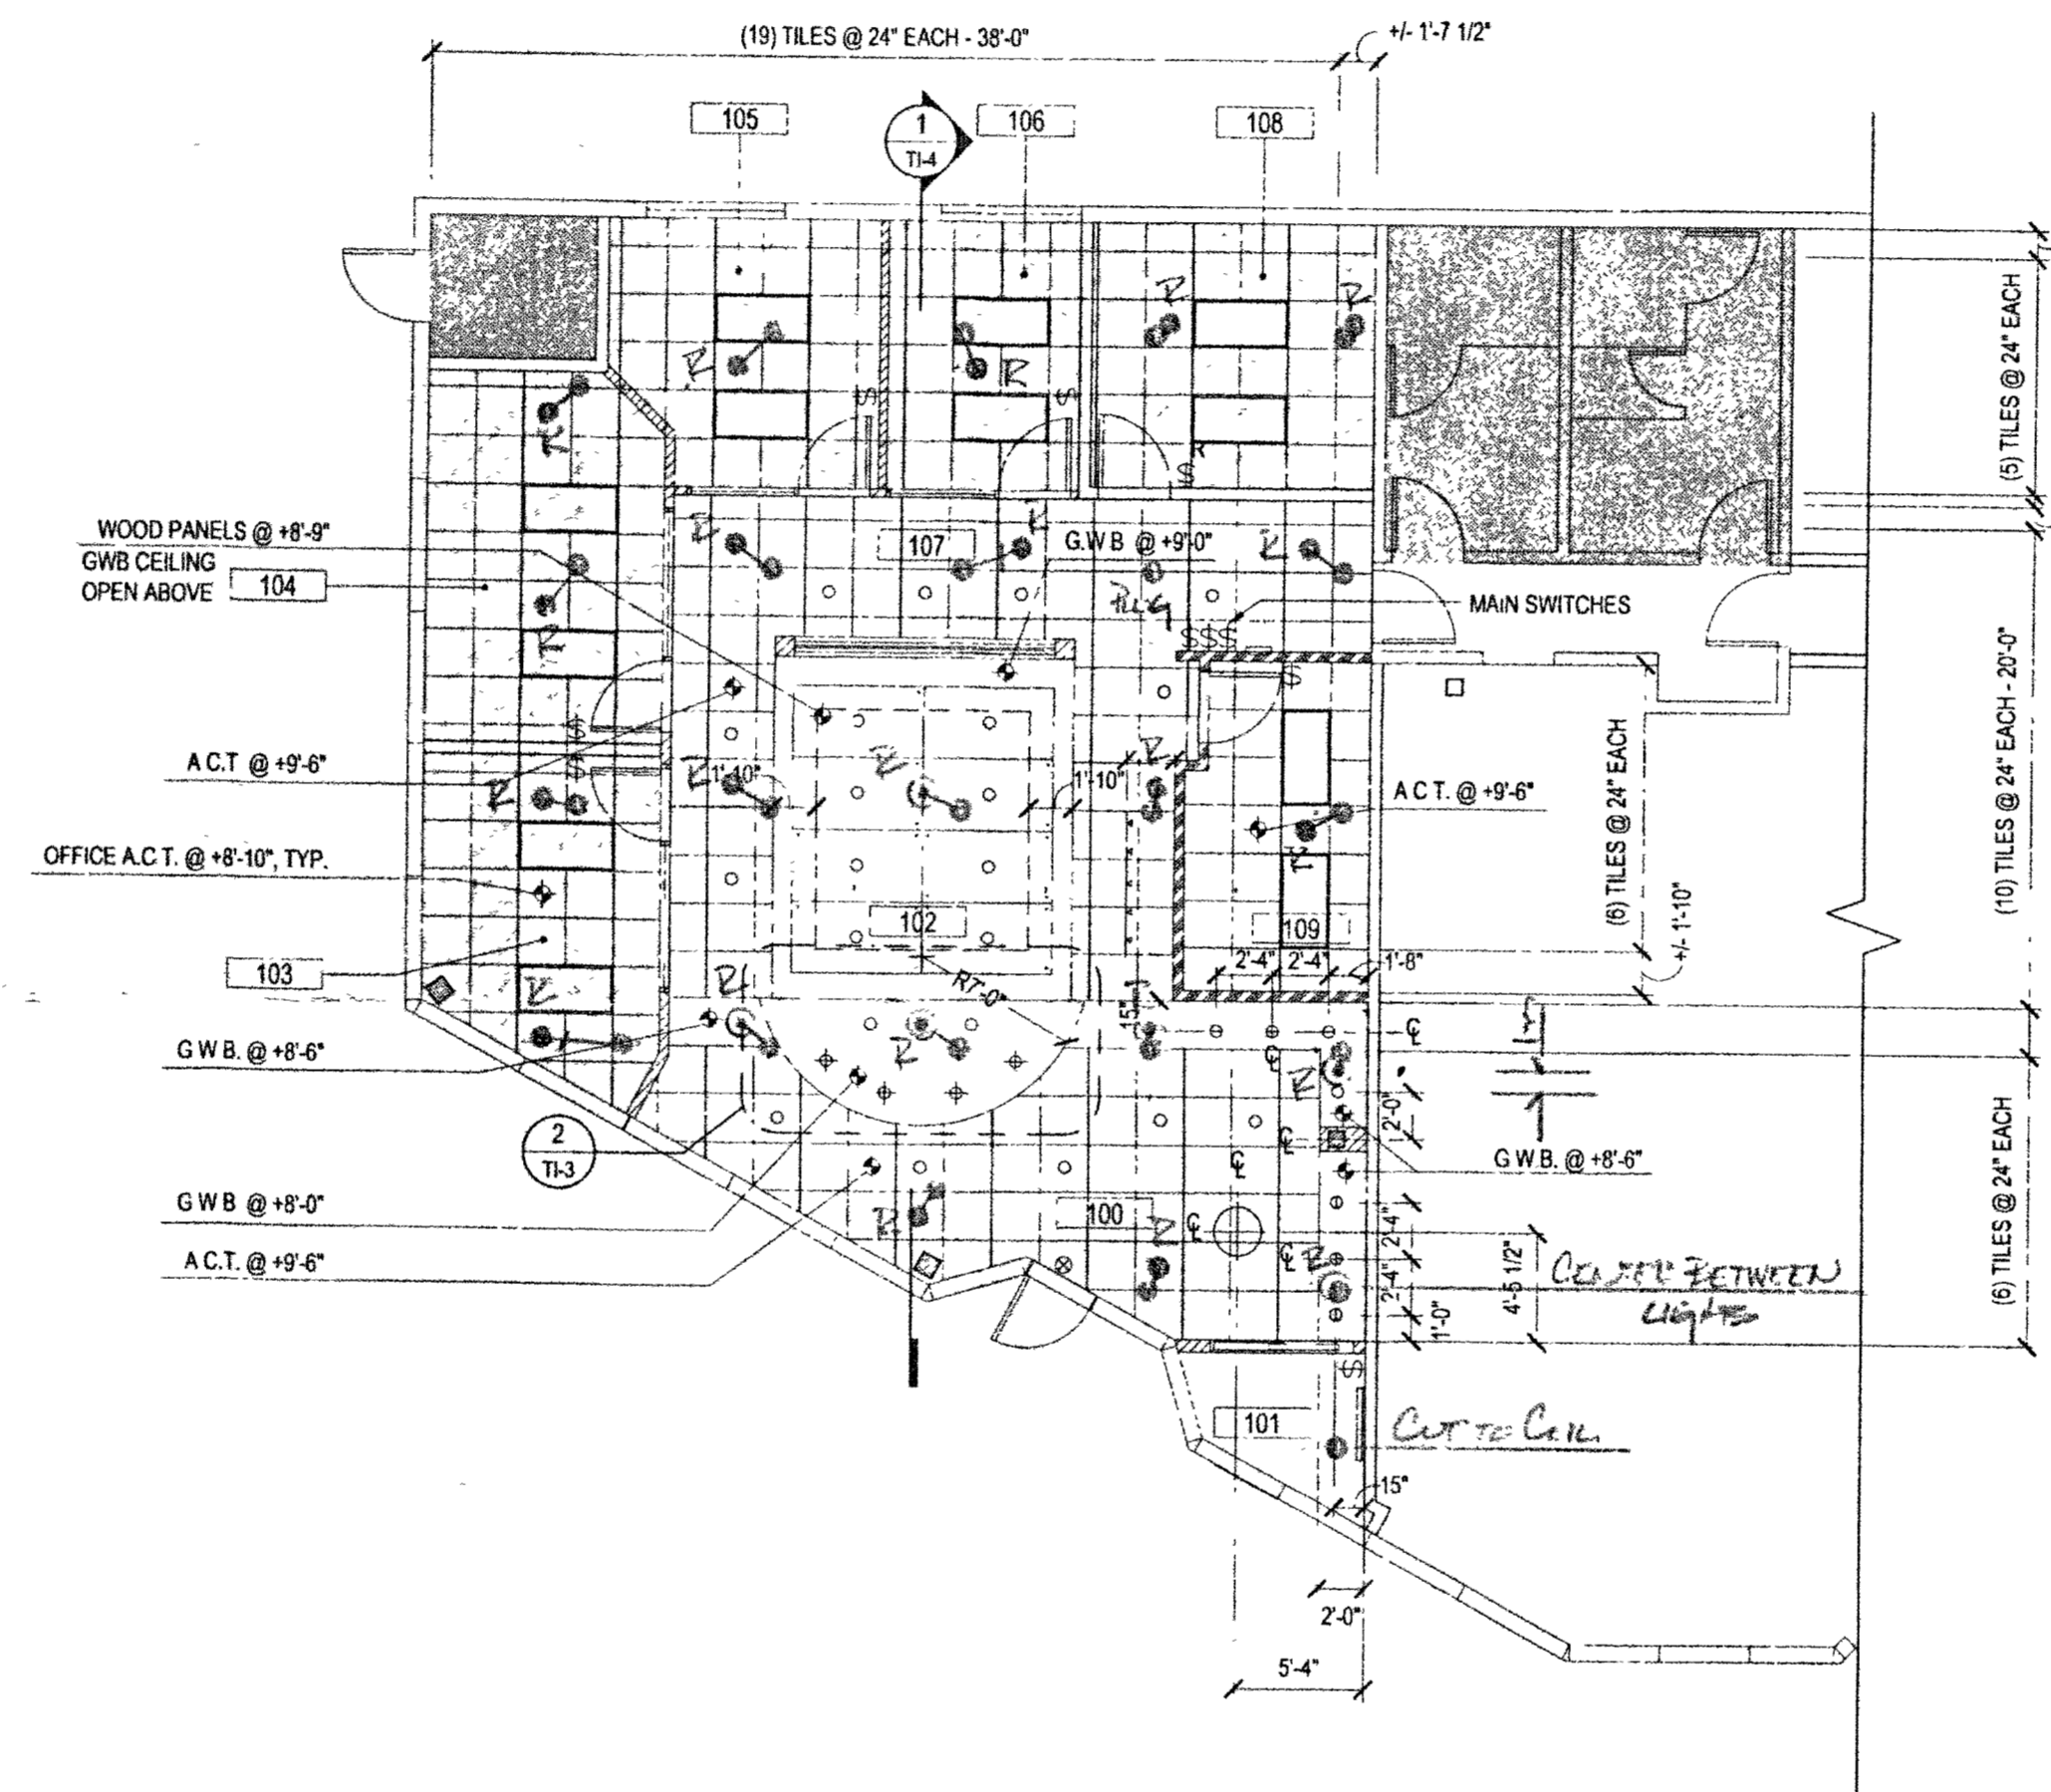 (19) TILES @ 24" EACH - 38'-0"
+/- 1'-7 1/2"
105
1
TI-4
106
108
R
R
R
R
R
$
$
$
(5) TILES @ 24" EACH
WOOD PANELS @ +8'-9"
GWB CEILING
OPEN ABOVE
104
R
R
107
R
G.W B @ +9'-0"
R
PLUG
MAIN SWITCHES
R
$$$
$
$
(10) TILES @ 24" EACH - 20'-0"
A C.T @ +9'-6"
$
R
R
1'-10"
R
1'-10"
R
A C T. @ +9'-6"
(6) TILES @ 24" EACH
R
OFFICE A.C T. @ +8'-10", TYP.
102
109
103
2'-4"
2'-4"
1'-8"
+/- 1'-10"
R
R
R7'-0"
15"
G W B. @ +8'-6"
R
℄
℄
R
2'-0"
2
TI-3
℄
℄
G W B. @ +8'-6"
(6) TILES @ 24" EACH
G W B @ +8'-0"
R
100
R
℄
℄
R
2'-4"
A C.T. @ +9'-6"
2'-4"
4'-5 1/2"
CENTER BETWEEN
Lights
1'-0"
$
101
CUT TO CEIL
15"
2'-0"
5'-4"